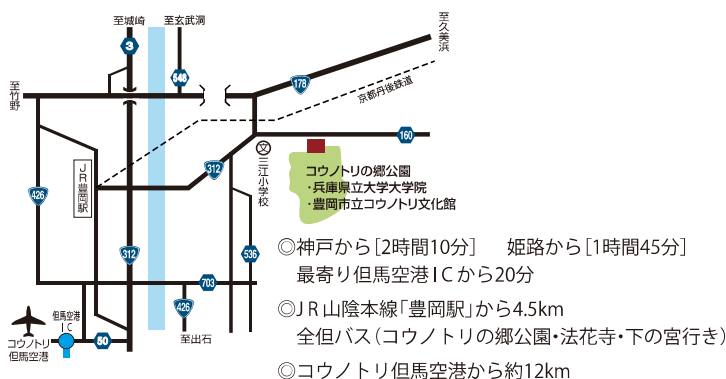 至城崎
至玄武洞
至久美浜
3
548
178
至竹野
京都丹後鉄道
160
312
文
三江小学校
コウノトリの郷公園
・兵庫県立大学大学院
・豊岡市立コウノトリ文化館
JR豊岡駅
426
312
536
703
426
至出石
但馬空港
IC
50
コウノトリ
但馬空港
◎神戸から[2時間10分] 姫路から[1時間45分]
最寄り但馬空港ICから20分
◎JR山陰本線「豊岡駅」から4.5km
全但バス(コウノトリの郷公園・法花寺・下の宮行き)
◎コウノトリ但馬空港から約12km